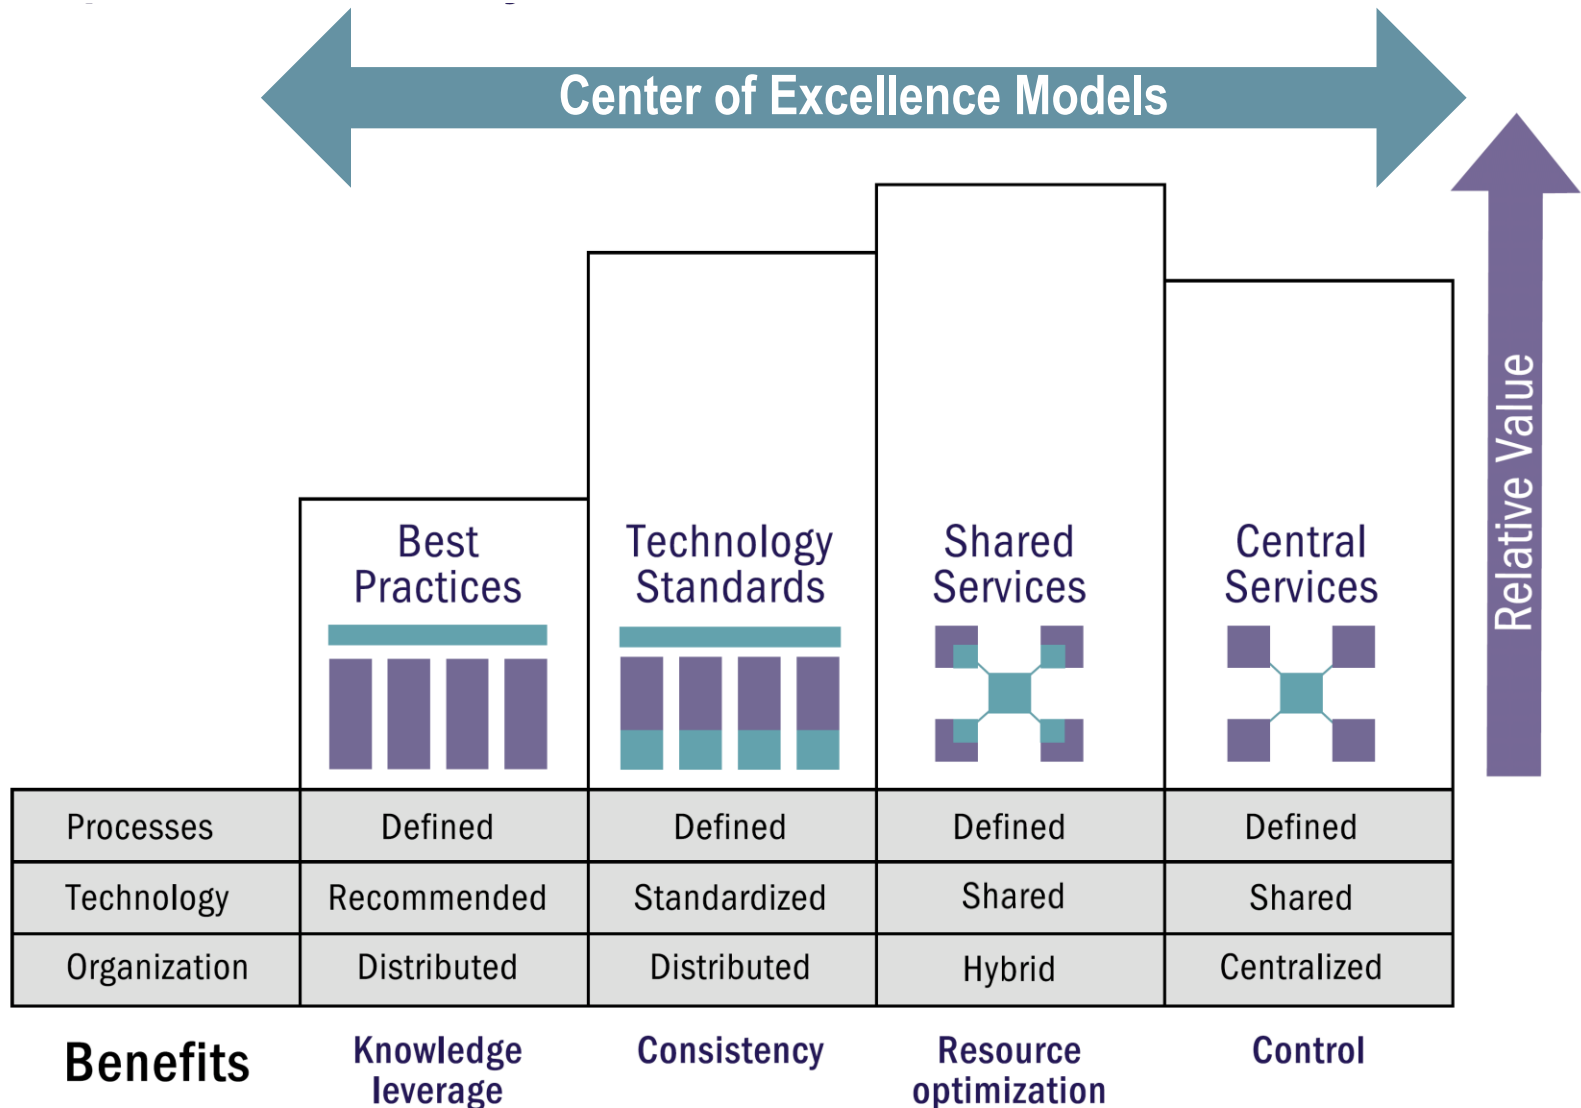 Center of Excellence Models
Relative Value
Best
Practices
Technology
Standards
Shared
Services
Central
Services
Processes Defined Defined Defined Defined
Technology Recommended Standardized Shared Shared
Organization Distributed Distributed Hybrid Centralized
Benefits
Knowledge
leverage
Consistency
Resource
optimization
Control